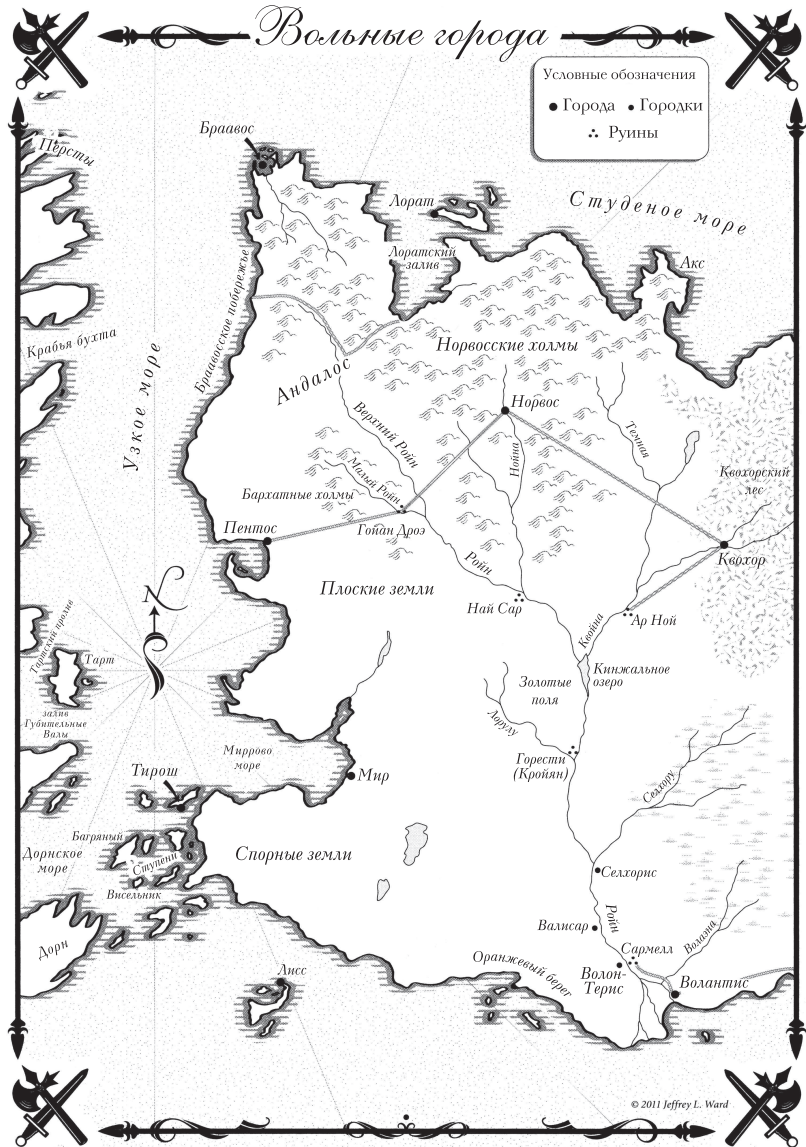 Вольные города
Условные обозначения
Города Городки
Руины
Браавос
Персты
Лорат
Студеное море
Лоратский
залив
Акс
Браавосское побережье
Крабья бухта
Норвосские холмы
Узкое море
Андалос
Норвос
Верхний Ройн
Темная
Нойна
Малый Ройн
Квохорский
лес
Бархатные холмы
Пентос
Гойан Дроэ
Квохор
Ройн
Плоские земли
Най Сар
Ар Ной
Тартский пролив
Квойна
N
Тарт
Кинжальное
озеро
Золотые
поля
залив
Губительные
Валы
Лорулу
Миррово
море
Горести
(Кройян)
Тирош
Мир
Селхору
Багряный
Дорнское
море
Ступени
Спорные земли
Висельник
Селхорис
Ройн
Валисар
Дорн
Сармелл
Волаэна
Оранжевый берег
Лисс
Волон-
Терис
Волантис
© 2011 Jeffrey L. Ward